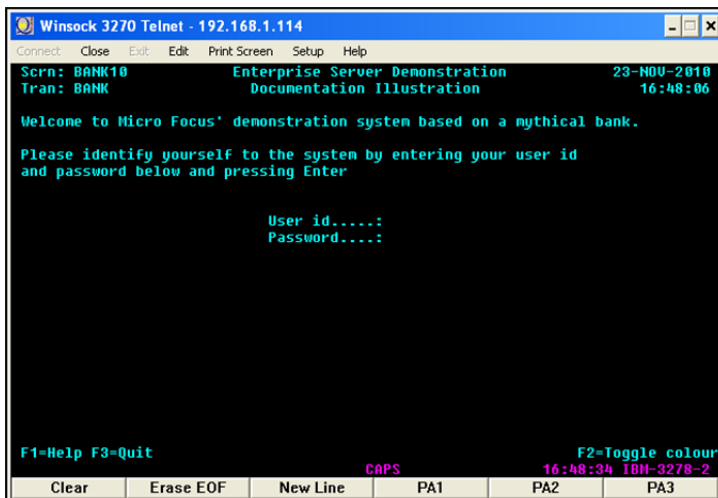 Winsock 3270 Telnet - 192.168.1.114
Connect Close Exit Edit Print Screen Setup Help
Scrn: BANK10 Enterprise Server Demonstration 23-NOV-2010
Tran: BANK Documentation Illustration 16:48:06
Welcome to Micro Focus' demonstration system based on a mythical bank.
Please identify yourself to the system by entering your user id
and password below and pressing Enter
User id.....:
Password....:
F1=Help F3=Quit F2=Toggle colour
CAPS 16:48:34 IBM-3278-2
Clear Erase EOF New Line PA1 PA2 PA3